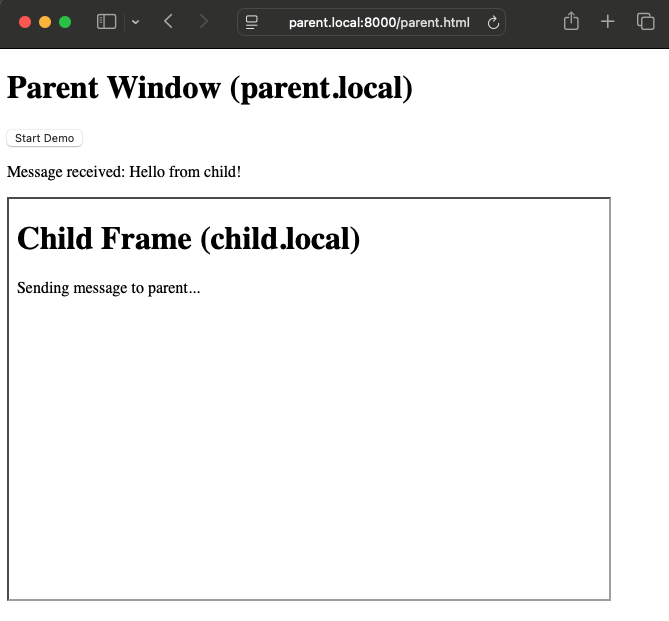 parent.local:8000/parent.html
Parent Window (parent.local)
Start Demo
Message received: Hello from child!
Child Frame (child.local)
Sending message to parent...